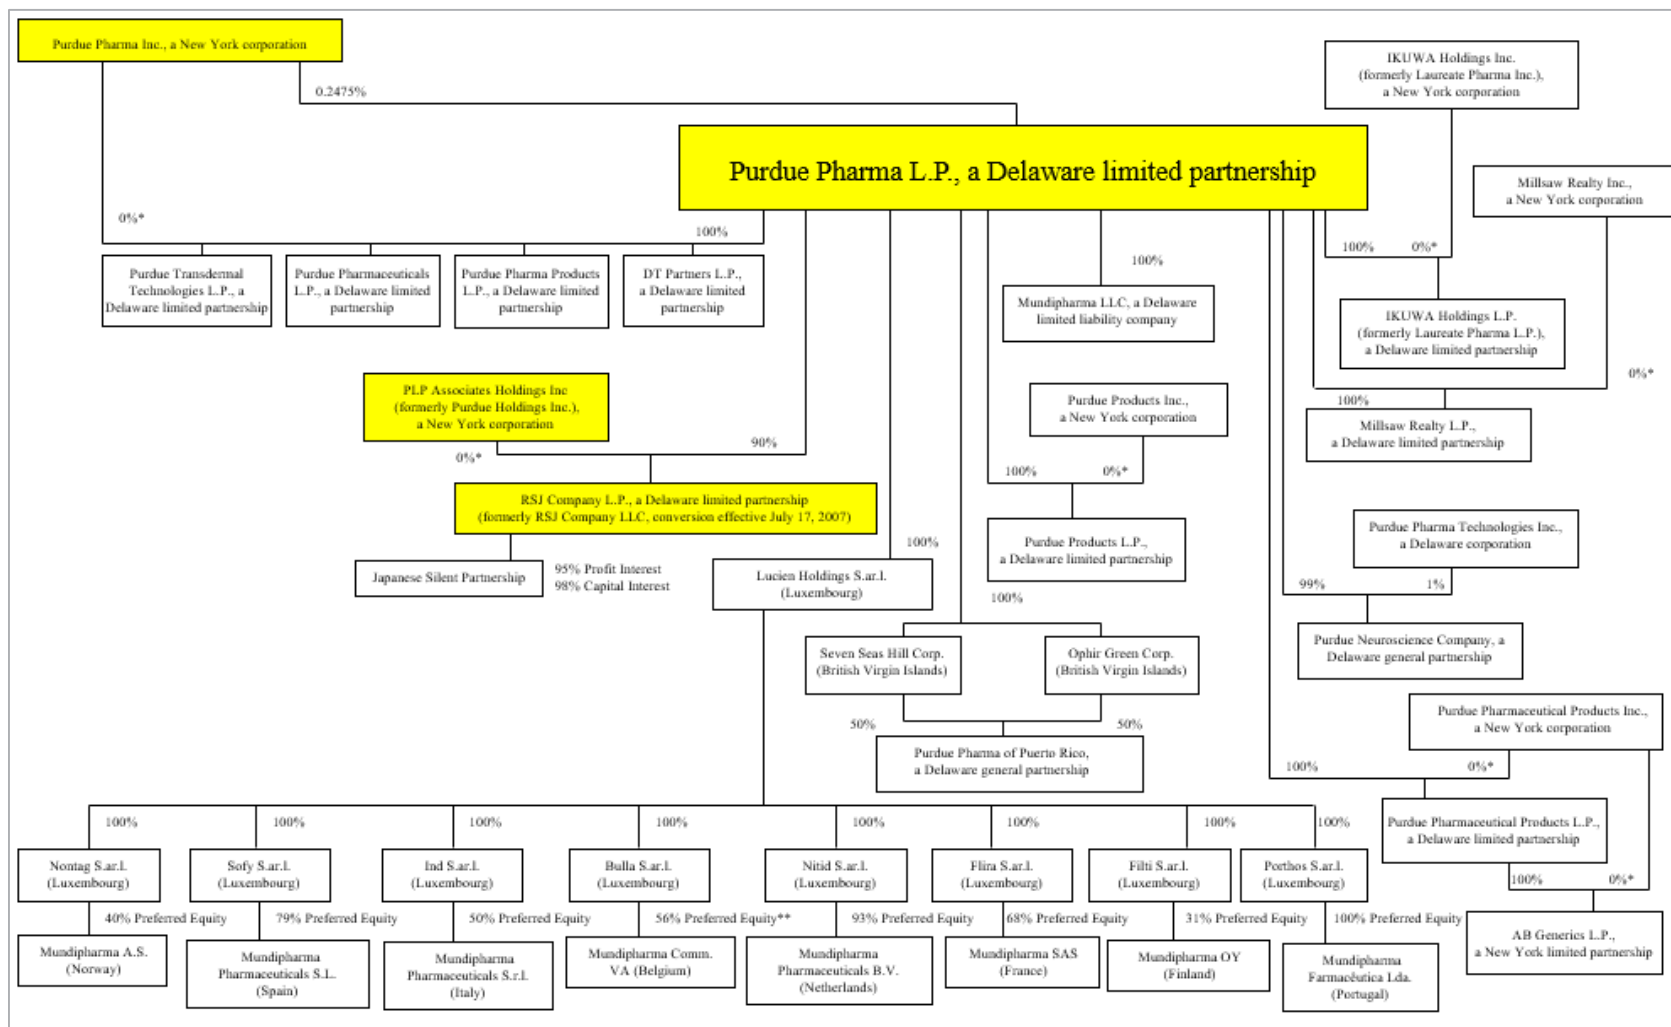 Purdue Pharma Inc., a New York corporation
IKUWA Holdings Inc.
(formerly Laureate Pharma Inc.),
a New York corporation
0.2475%
Purdue Pharma L.P., a Delaware limited partnership
Millsaw Realty Inc.,
a New York corporation
0%*
100%
100%
0%*
100%
Purdue Transdermal
Technologies L.P., a
Delaware limited partnership
Purdue Pharmaceuticals
L.P., a Delaware limited
partnership
Purdue Pharma Products
L.P., a Delaware limited
partnership
DT Partners L.P.,
a Delaware limited
partnership
Mundipharma LLC, a Delaware
limited liability company
IKUWA Holdings L.P.
(formerly Laureate Pharma L.P.),
a Delaware limited partnership
0%*
PLP Associates Holdings Inc
(formerly Purdue Holdings Inc.),
a New York corporation
Purdue Products Inc.,
a New York corporation
100%
Millsaw Realty L.P.,
a Delaware limited partnership
0%*
90%
100%
0%*
RSJ Company L.P., a Delaware limited partnership
(formerly RSJ Company LLC, conversion effective July 17, 2007)
Purdue Pharma Technologies Inc.,
a Delaware corporation
100%
Purdue Products L.P.,
a Delaware limited partnership
Japanese Silent Partnership
95% Profit Interest
98% Capital Interest
Lucien Holdings S.ar.l.
(Luxembourg)
99%
1%
100%
Purdue Neuroscience Company, a
Delaware general partnership
Seven Seas Hill Corp.
(British Virgin Islands)
Ophir Green Corp.
(British Virgin Islands)
50%
50%
Purdue Pharmaceutical Products Inc.,
a New York corporation
Purdue Pharma of Puerto Rico,
a Delaware general partnership
100%
0%*
100%
100%
100%
100%
100%
100%
100%
100%
Purdue Pharmaceutical Products L.P.,
a Delaware limited partnership
Nontag S.ar.l.
(Luxembourg)
Sofy S.ar.l.
(Luxembourg)
Ind S.ar.l.
(Luxembourg)
Bulla S.ar.l.
(Luxembourg)
Nitid S.ar.l.
(Luxembourg)
Flira S.ar.l.
(Luxembourg)
Filti S.ar.l.
(Luxembourg)
Porthos S.ar.l.
(Luxembourg)
100%
0%*
40% Preferred Equity
79% Preferred Equity
50% Preferred Equity
56% Preferred Equity**
93% Preferred Equity
68% Preferred Equity
31% Preferred Equity
100% Preferred Equity
AB Generics L.P.,
a New York limited partnership
Mundipharma A.S.
(Norway)
Mundipharma
Pharmaceuticals S.L.
(Spain)
Mundipharma
Pharmaceuticals S.r.l.
(Italy)
Mundipharma Comm.
VA (Belgium)
Mundipharma
Pharmaceuticals B.V.
(Netherlands)
Mundipharma SAS
(France)
Mundipharma OY
(Finland)
Mundipharma
Farmacêutica Lda.
(Portugal)